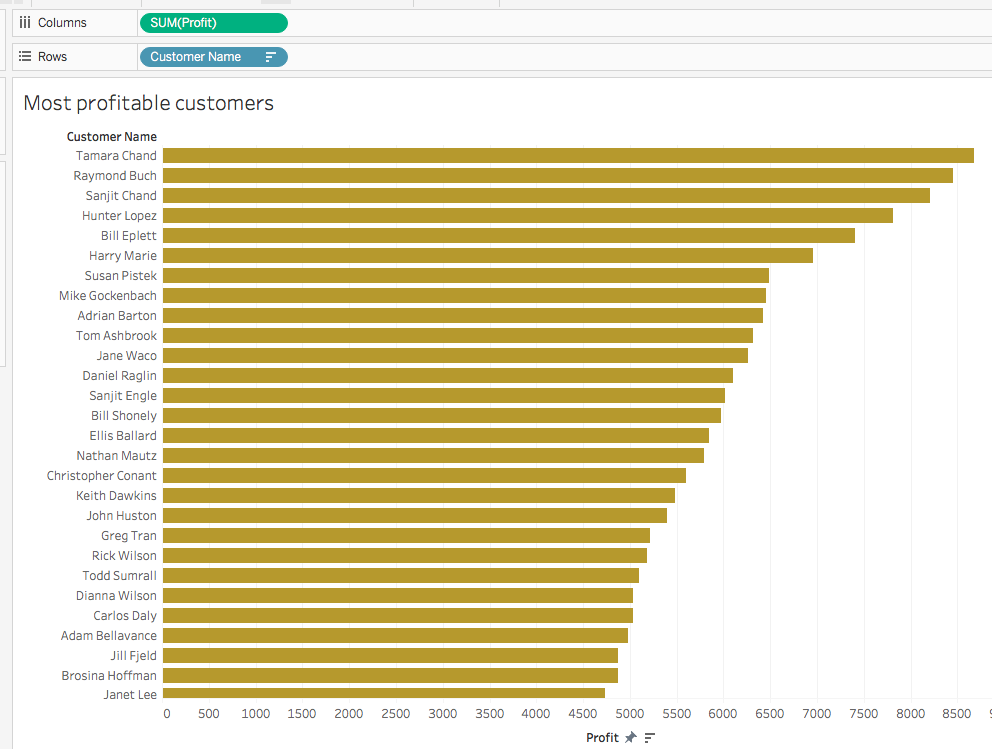 Columns SUM(Profit)
Rows Customer Name
Most profitable customers
Customer Name
Tamara Chand
Raymond Buch
Sanjit Chand
Hunter Lopez
Bill Eplett
Harry Marie
Susan Pistek
Mike Gockenbach
Adrian Barton
Tom Ashbrook
Jane Waco
Daniel Raglin
Sanjit Engle
Bill Shonely
Ellis Ballard
Nathan Mautz
Christopher Conant
Keith Dawkins
John Huston
Greg Tran
Rick Wilson
Todd Sumrall
Dianna Wilson
Carlos Daly
Adam Bellavance
Jill Fjeld
Brosina Hoffman
Janet Lee
0 500 1000 1500 2000 2500 3000 3500 4000 4500 5000 5500 6000 6500 7000 7500 8000 8500
Profit